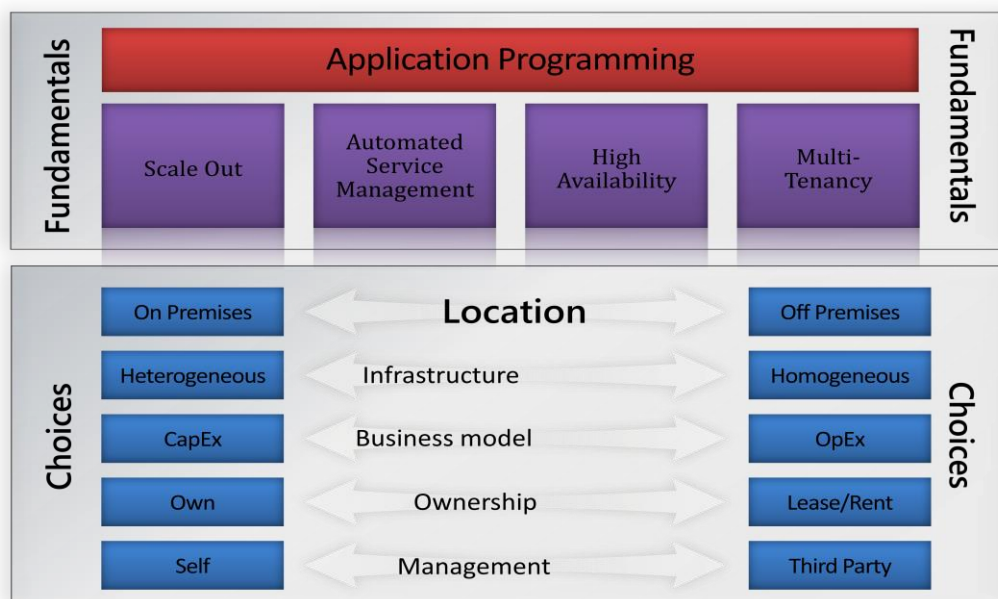 Fundamentals
Application Programming
Fundamentals
Scale Out
Automated
Service
Management
High
Availability
Multi-
Tenancy
Choices
On Premises
Location
Off Premises
Heterogeneous
Infrastructure
Homogeneous
CapEx
Business model
OpEx
Own
Ownership
Lease/Rent
Self
Management
Third Party
Choices